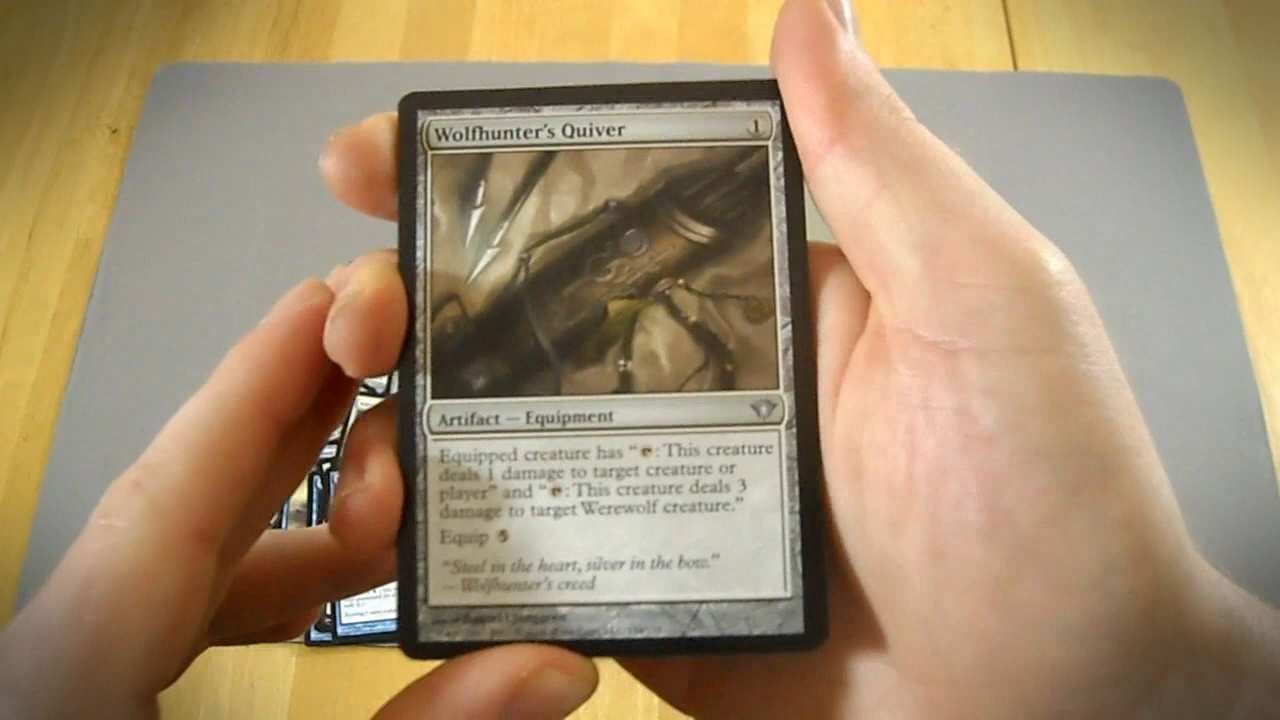 Wolfhunter's Quiver 1
Artifact — Equipment
Equipped creature has " : This creature
deals 1 damage to target creature or
player" and " : This creature deals 3
damage to target Werewolf creature."
Equip 5
"Steel in the heart, silver in the bow."
— Wolfhunter's creed